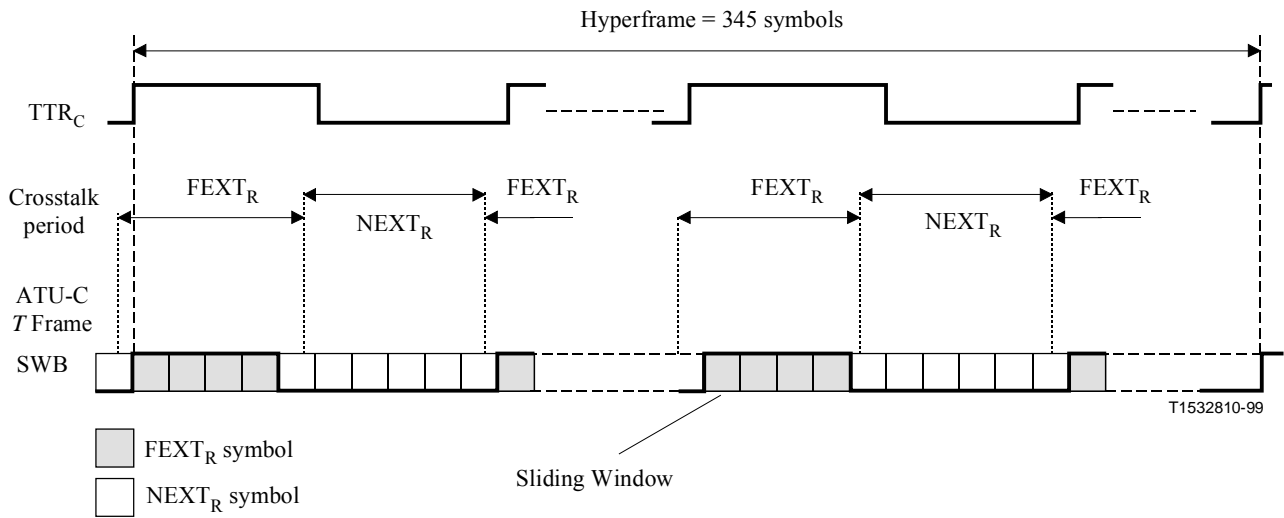 Hyperframe = 345 symbols
TTR_C
Crosstalk
period
FEXT_R
NEXT_R
FEXT_R
FEXT_R
NEXT_R
FEXT_R
ATU-C
T Frame
SWB
T1532810-99
FEXT_R symbol
Sliding Window
NEXT_R symbol